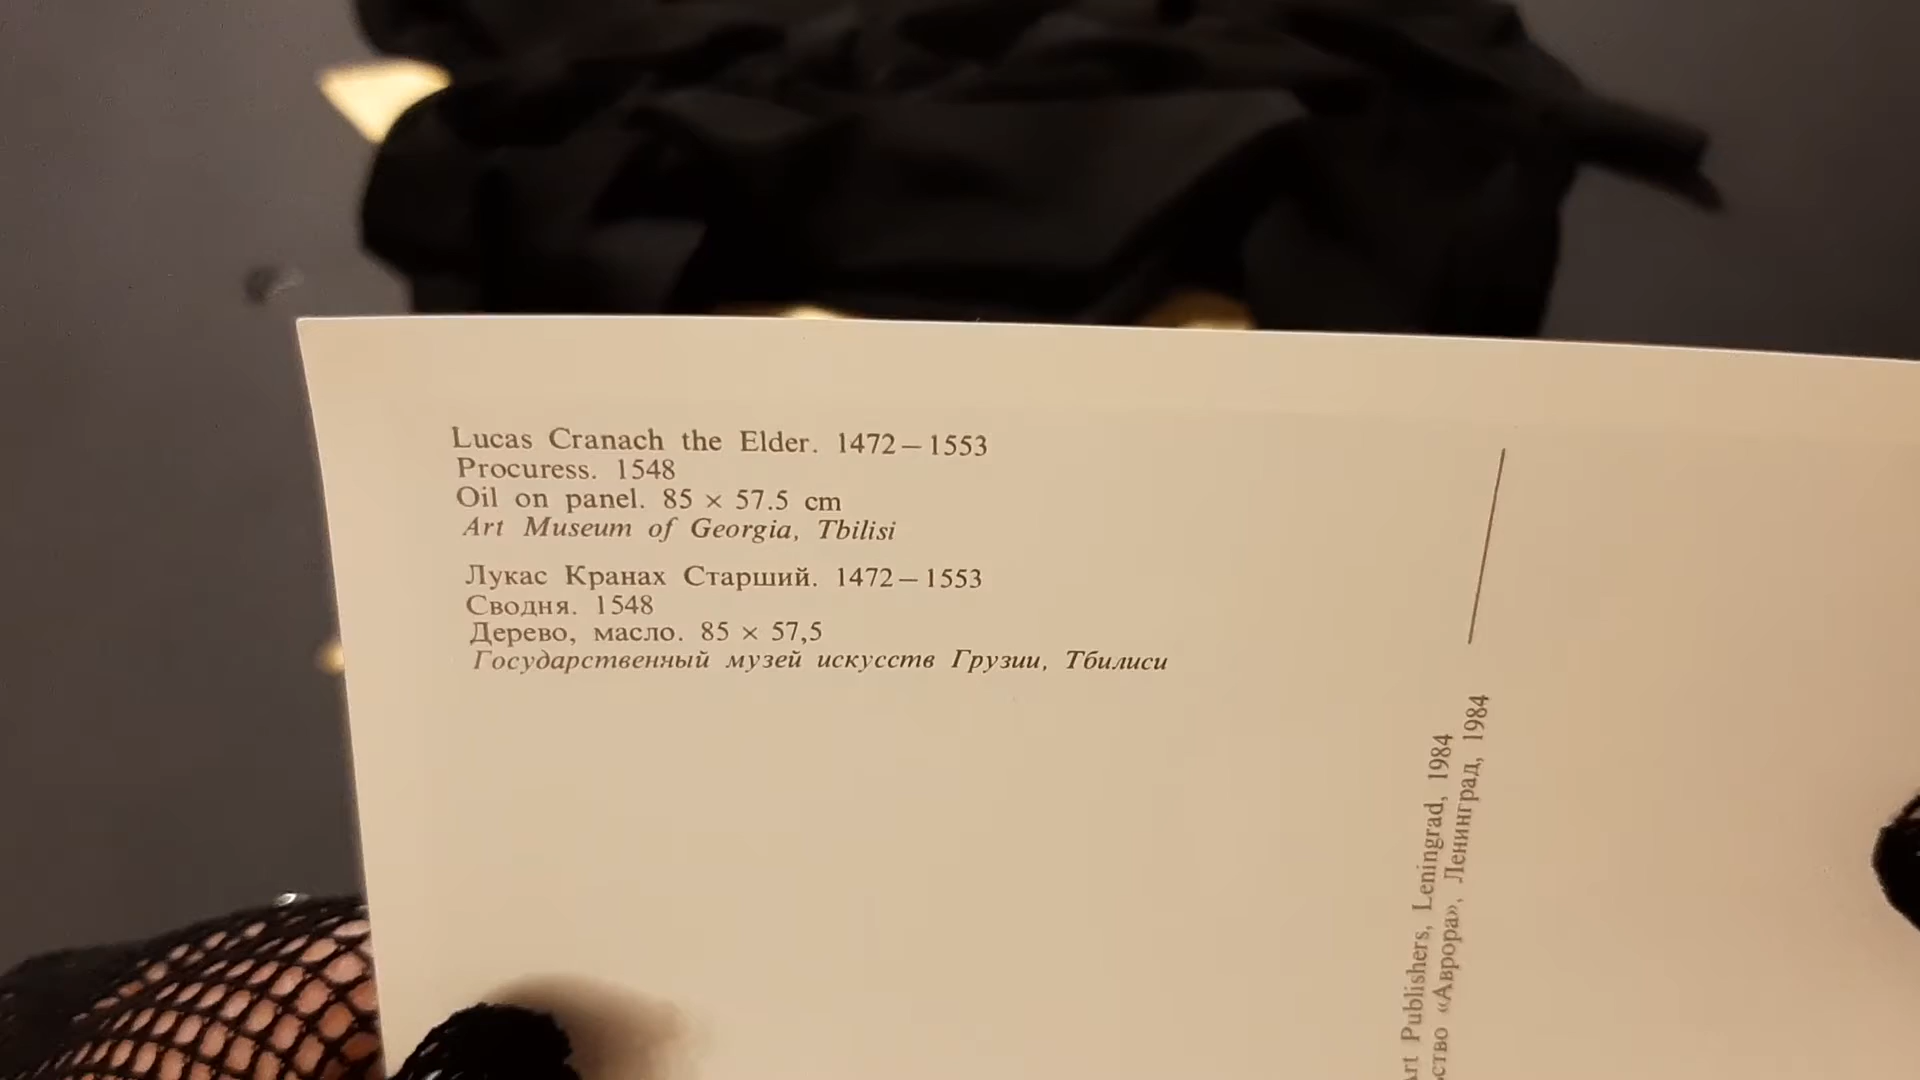 Lucas Cranach the Elder. 1472–1553
Procuress. 1548
Oil on panel. 85 × 57.5 cm
Art Museum of Georgia, Tbilisi
Лукас Кранах Старший. 1472–1553
Сводня. 1548
Дерево, масло. 85 × 57,5
Государственный музей искусств Грузии, Тбилиси
Publishers, Leningrad, 1984
«Аврора», Ленинград, 1984